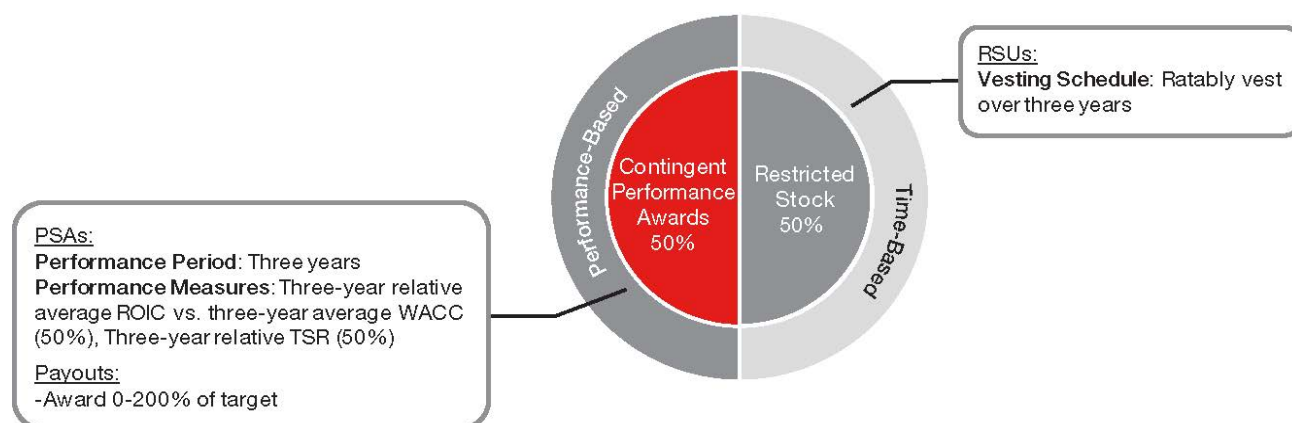 RSUs:
Vesting Schedule: Ratably vest
over three years
Performance-Based
Contingent
Performance
Awards
50%
Restricted
Stock
50%
Time-Based
PSAs:
Performance Period: Three years
Performance Measures: Three-year relative
average ROIC vs. three-year average WACC
(50%), Three-year relative TSR (50%)
Payouts:
-Award 0-200% of target